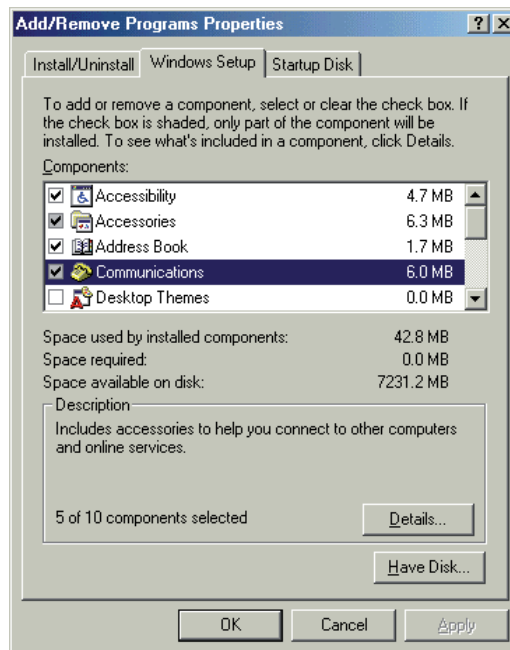 Add/Remove Programs Properties
Install/Uninstall Windows Setup Startup Disk
To add or remove a component, select or clear the check box. If
the check box is shaded, only part of the component will be
installed. To see what's included in a component, click Details.
Components:
Accessibility 4.7 MB
Accessories 6.3 MB
Address Book 1.7 MB
Communications 6.0 MB
Desktop Themes 0.0 MB
Space used by installed components: 42.8 MB
Space required: 0.0 MB
Space available on disk: 7231.2 MB
Description
Includes accessories to help you connect to other computers
and online services.
5 of 10 components selected Details...
Have Disk...
OK Cancel Apply